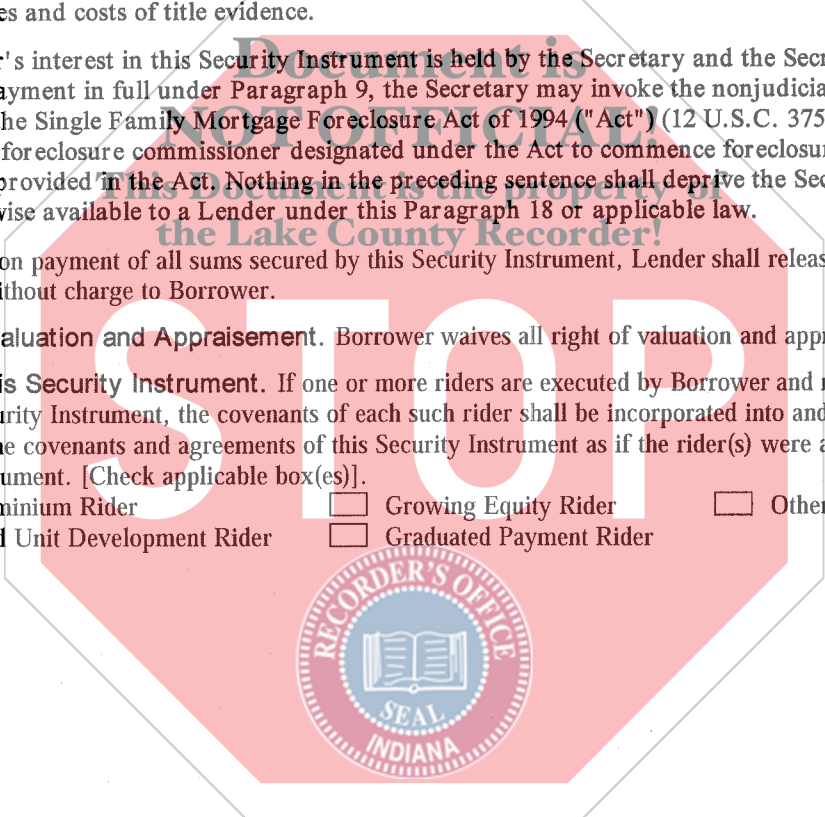 es and costs of title evidence.
Document is
r's interest in this Security Instrument is held by the Secretary and the Secr
ayment in full under Paragraph 9, the Secretary may invoke the nonjudicia
NOT OFFICIAL!
he Single Family Mortgage Foreclosure Act of 1994 ("Act") (12 U.S.C. 375
foreclosure commissioner designated under the Act to commence foreclosur
This Document is the property of
provided in the Act. Nothing in the preceding sentence shall deprive the Sec
wise available to a Lender under this Paragraph 18 or applicable law.
the Lake County Recorder!
on payment of all sums secured by this Security Instrument, Lender shall releas
ithout charge to Borrower.
aluation and Appraisement. Borrower waives all right of valuation and appr
STOP
is Security Instrument. If one or more riders are executed by Borrower and
urity Instrument, the covenants of each such rider shall be incorporated into and
e covenants and agreements of this Security Instrument as if the rider(s) were a
ument. [Check applicable box(es)].
minium Rider Growing Equity Rider Other
d Unit Development Rider Graduated Payment Rider
RECORDER'S OFFICE
SEAL
INDIANA